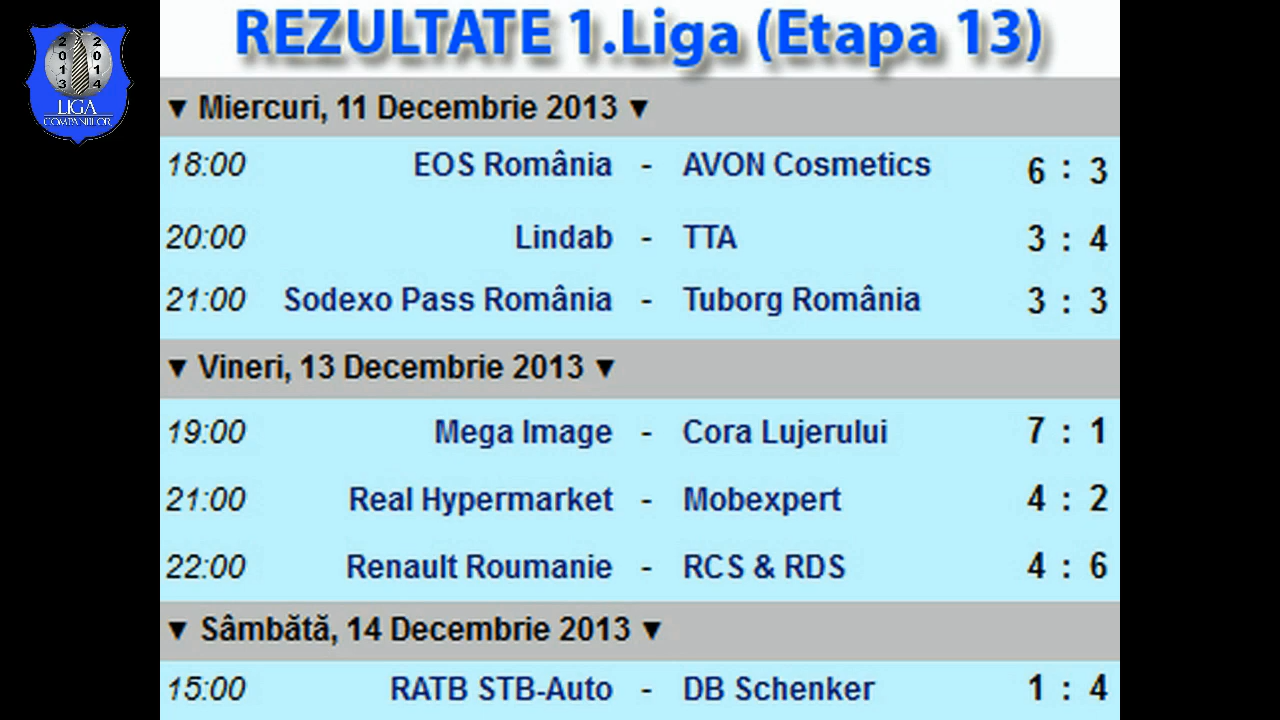 REZULTATE 1.Liga (Etapa 13)
2013 2014
LIGA
COMPANIILOR
▼ Miercuri, 11 Decembrie 2013 ▼
18:00 EOS România - AVON Cosmetics 6 : 3
20:00 Lindab - TTA 3 : 4
21:00 Sodexo Pass România - Tuborg România 3 : 3
▼ Vineri, 13 Decembrie 2013 ▼
19:00 Mega Image - Cora Lujerului 7 : 1
21:00 Real Hypermarket - Mobexpert 4 : 2
22:00 Renault Roumanie - RCS & RDS 4 : 6
▼ Sâmbătă, 14 Decembrie 2013 ▼
15:00 RATB STB-Auto - DB Schenker 1 : 4